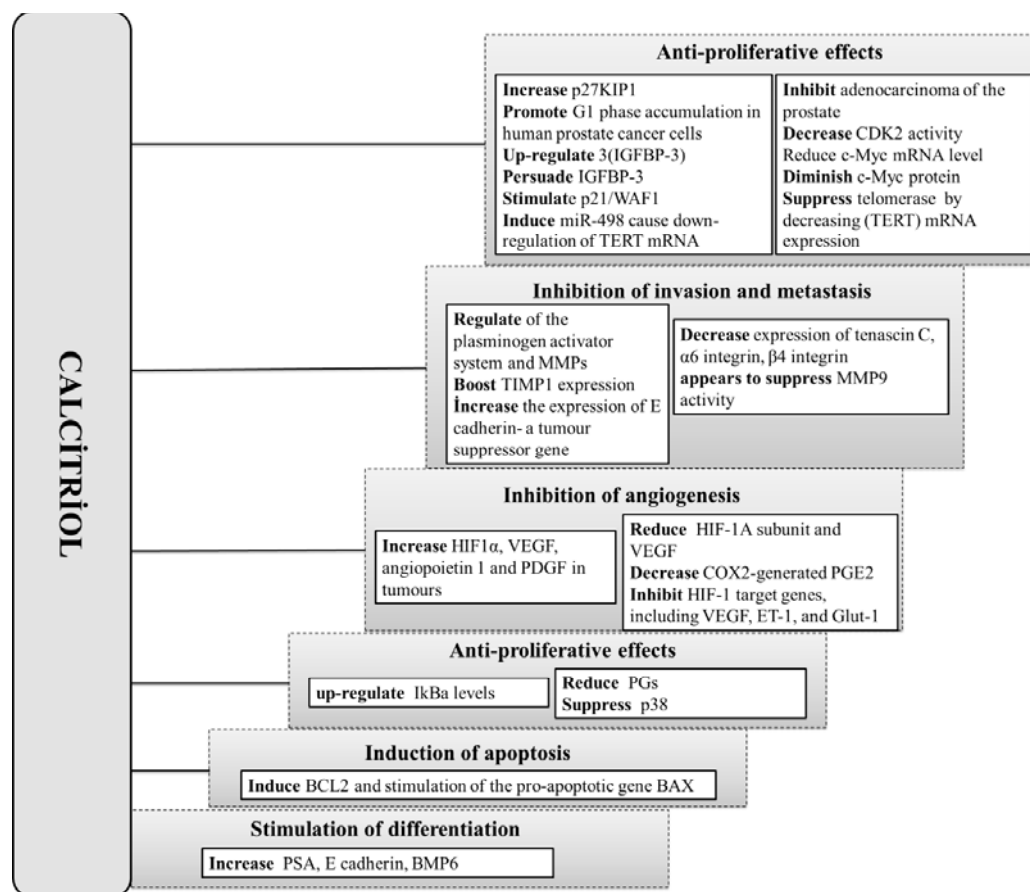 CALCİTRİOL
Anti-proliferative effects
Increase p27KIP1
Promote G1 phase accumulation in
human prostate cancer cells
Up-regulate 3(IGFBP-3)
Persuade IGFBP-3
Stimulate p21/WAF1
Induce miR-498 cause down-
regulation of TERT mRNA
Inhibit adenocarcinoma of the
prostate
Decrease CDK2 activity
Reduce c-Myc mRNA level
Diminish c-Myc protein
Suppress telomerase by
decreasing (TERT) mRNA
expression
Inhibition of invasion and metastasis
Regulate of the
plasminogen activator
system and MMPs
Boost TIMP1 expression
İncrease the expression of E
cadherin- a tumour
suppressor gene
Decrease expression of tenascin C,
α6 integrin, β4 integrin
appears to suppress MMP9
activity
Inhibition of angiogenesis
Increase HIF1α, VEGF,
angiopoietin 1 and PDGF in
tumours
Reduce HIF-1A subunit and
VEGF
Decrease COX2-generated PGE2
Inhibit HIF-1 target genes,
including VEGF, ET-1, and Glut-1
Anti-proliferative effects
up-regulate IkBa levels
Reduce PGs
Suppress p38
Induction of apoptosis
Induce BCL2 and stimulation of the pro-apoptotic gene BAX
Stimulation of differentiation
Increase PSA, E cadherin, BMP6